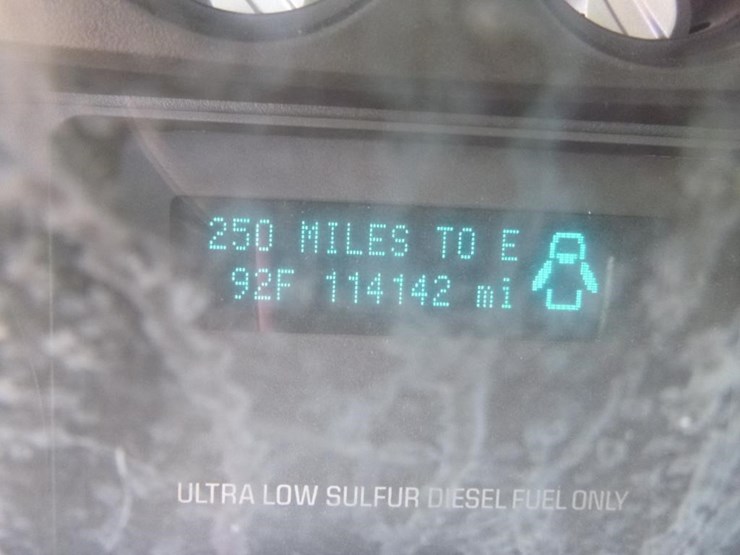 250 MILES TO E
92F 114142 mi
ULTRA LOW SULFUR DIESEL FUEL ONLY